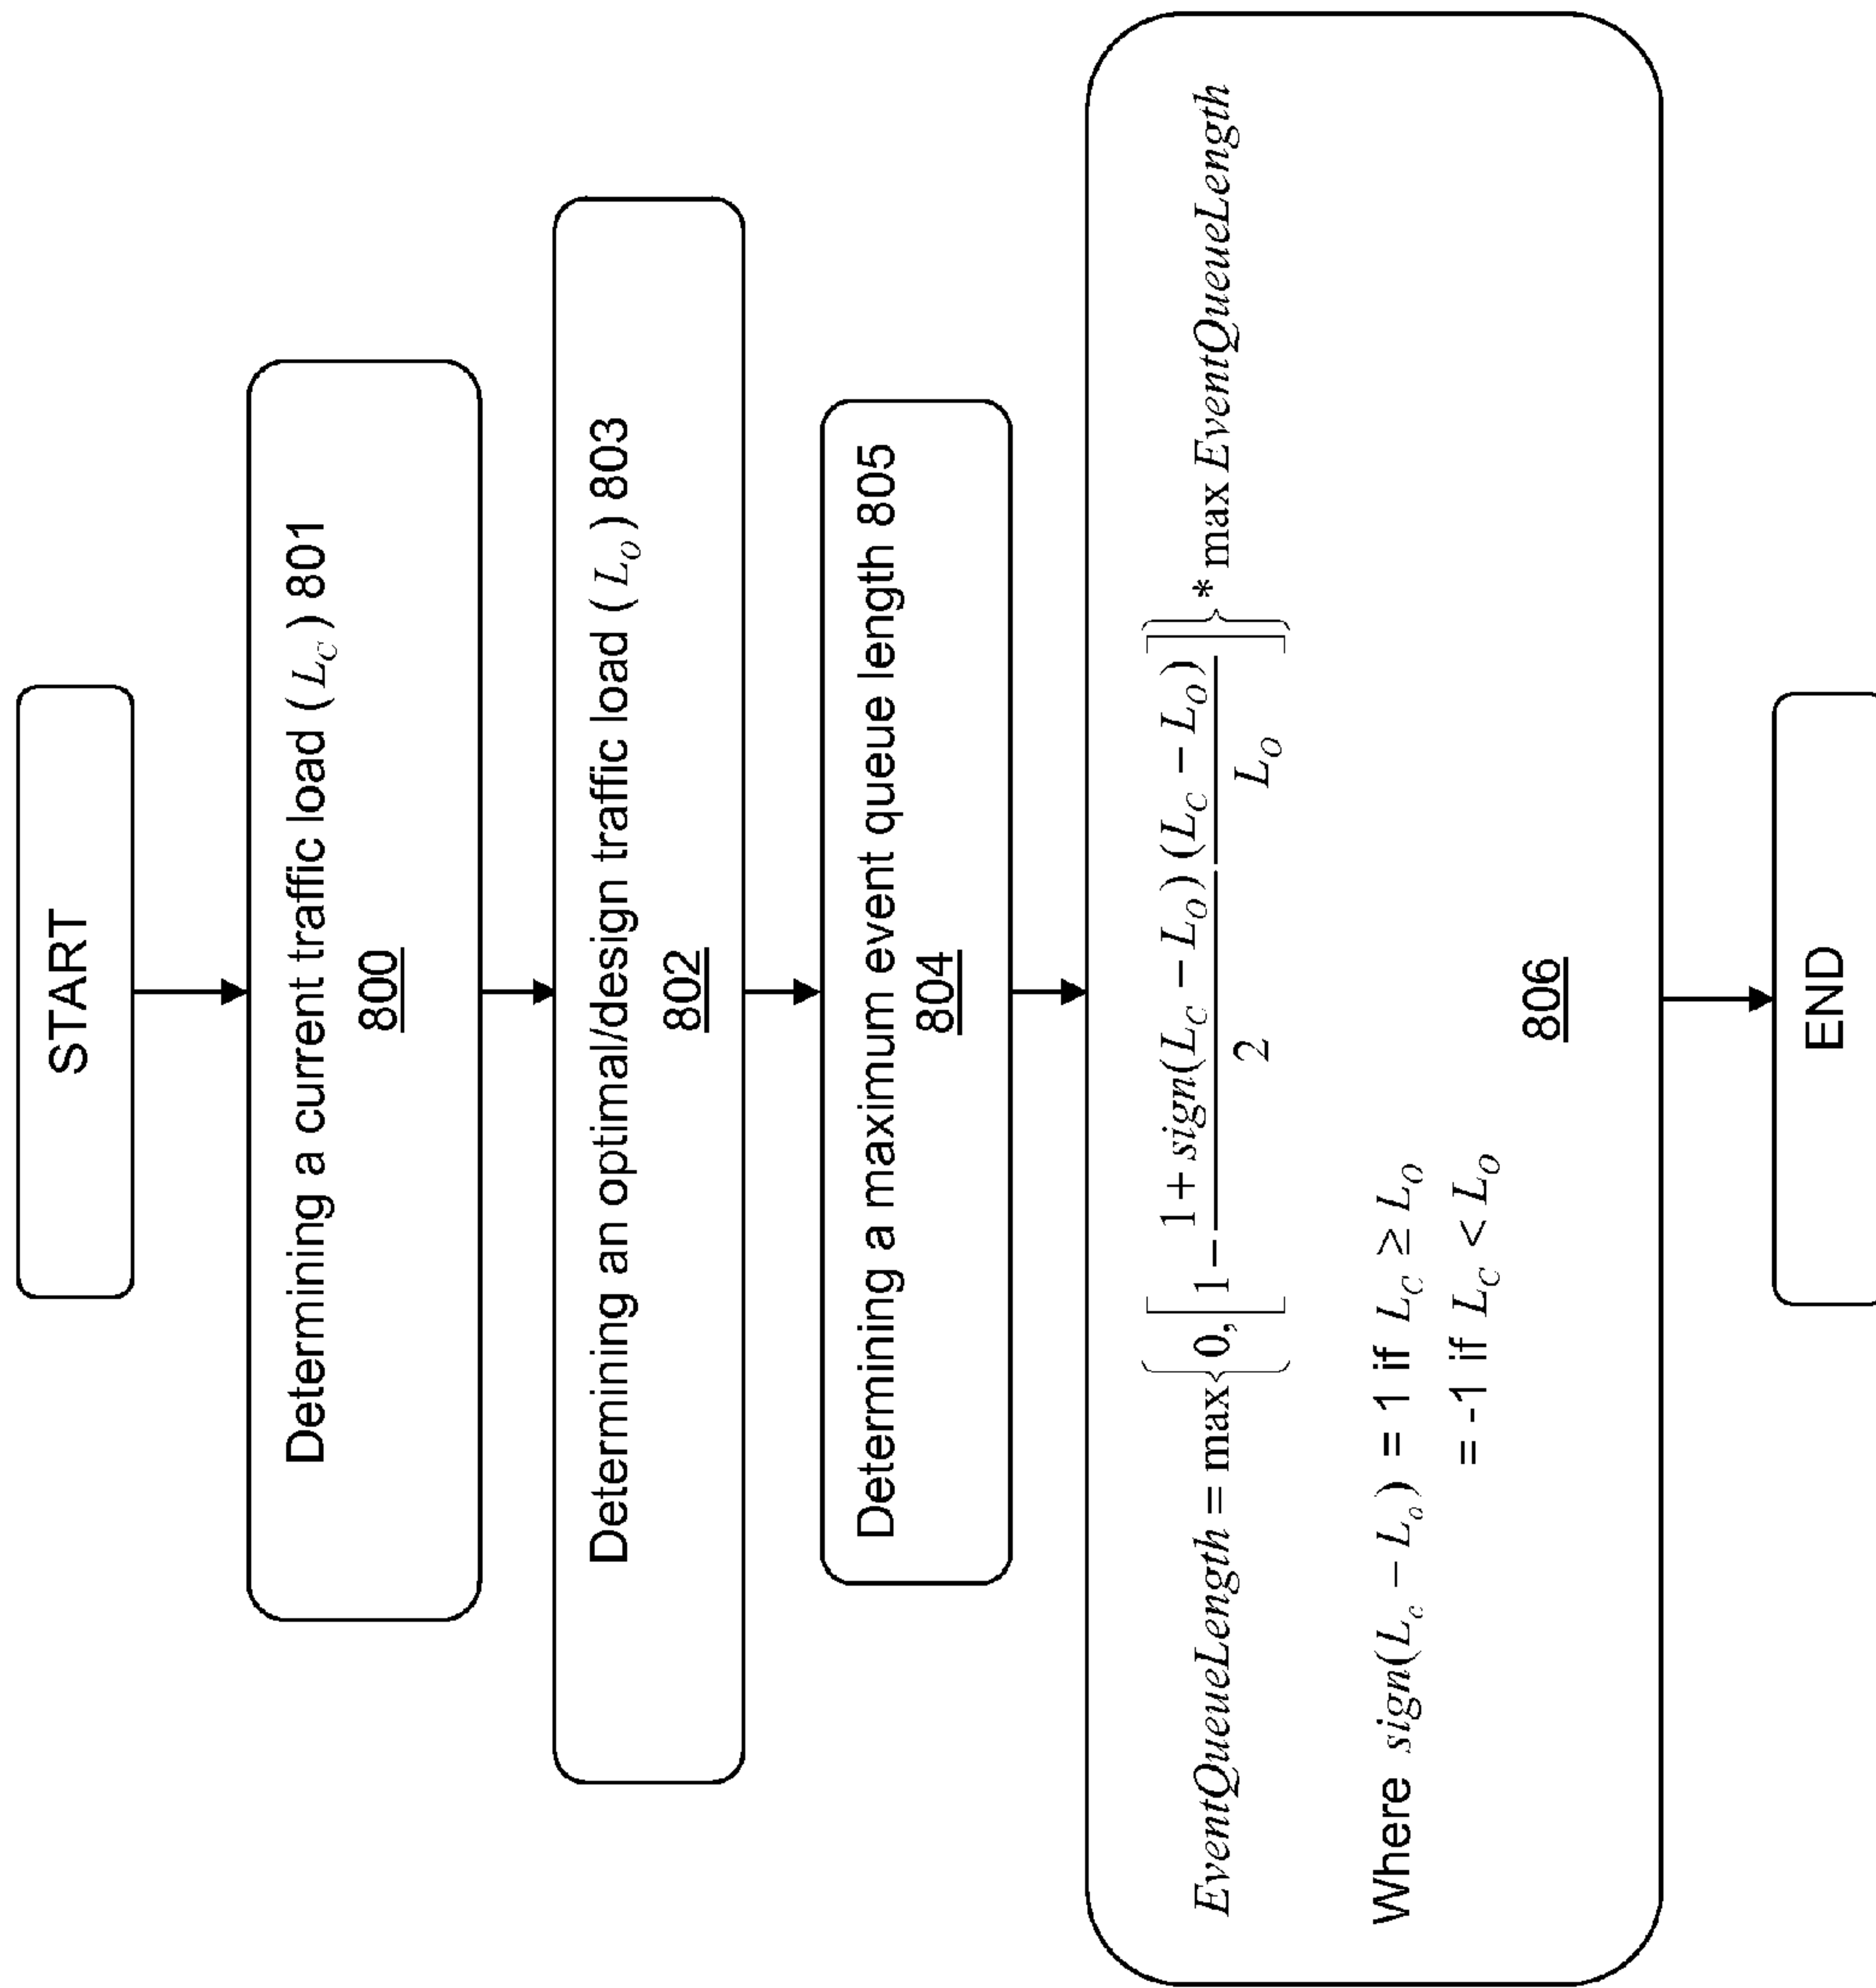 START
Determining a current traffic load (L_C) 801
800
Determining an optimal/design traffic load (L_O) 803
802
Determining a maximum event queue length 805
804
EventQueueLength = max{0,[1 − \frac{1 + sign(L_C − L_O)}{2} \frac{(L_C − L_O)}{L_O}]} * max EventQueueLength
Where sign(L_c − L_o) = 1 if L_C ≥ L_O
= -1 if L_C < L_O
806
END